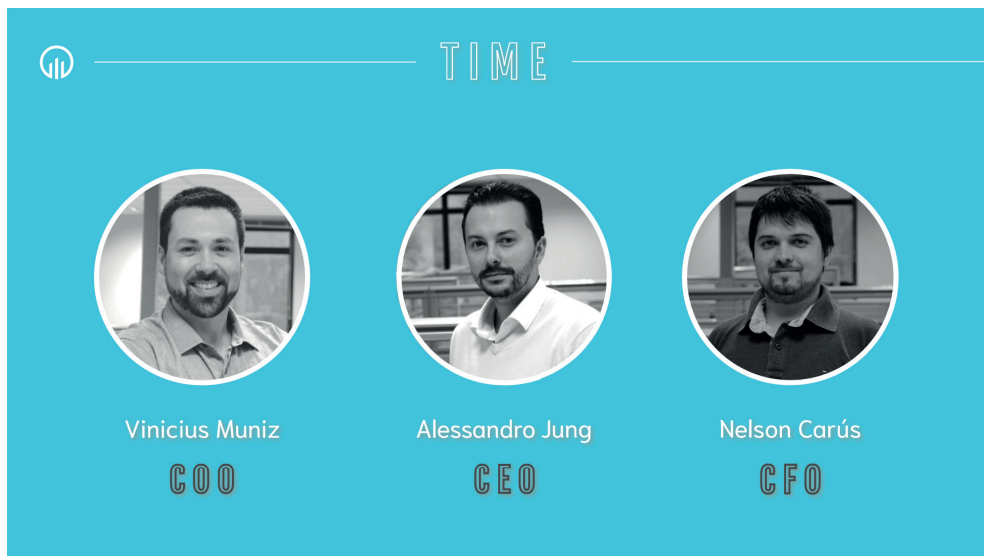 TIME
Vinicius Muniz
COO
Alessandro Jung
CEO
Nelson Carús
CFO